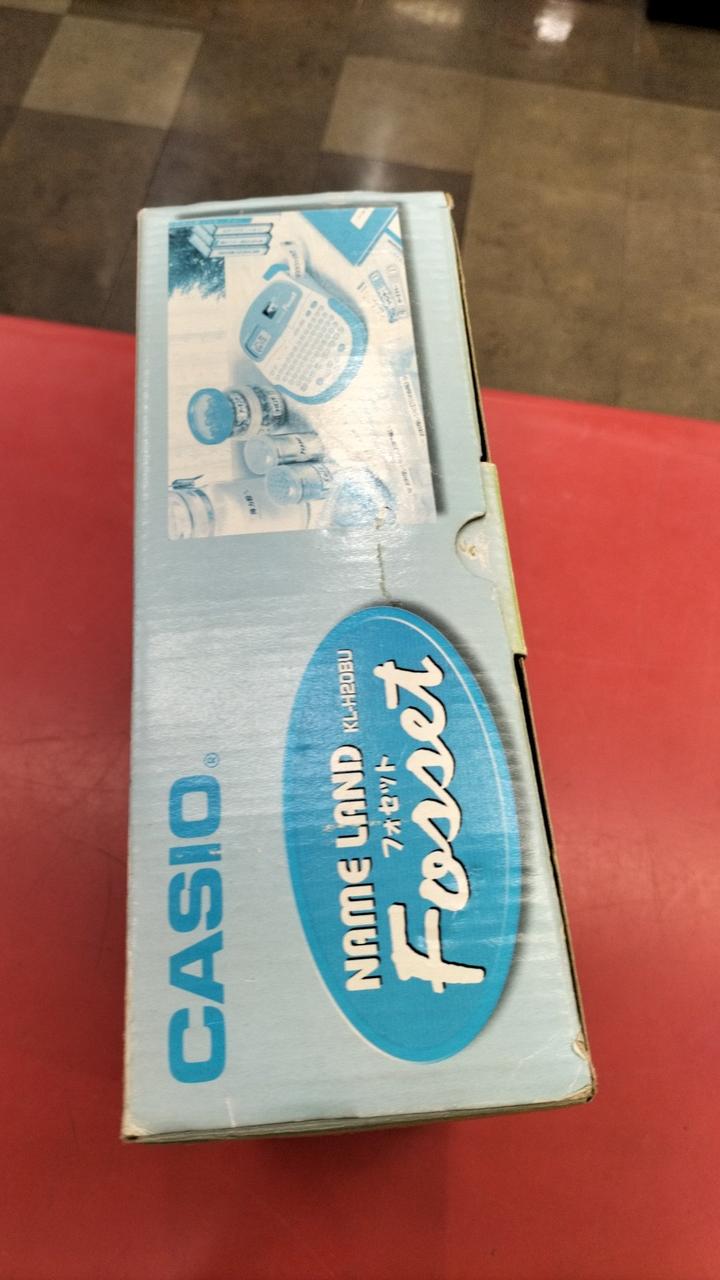 CASIO®
NAME LAND KL-H20BU
フォセット
Fosset